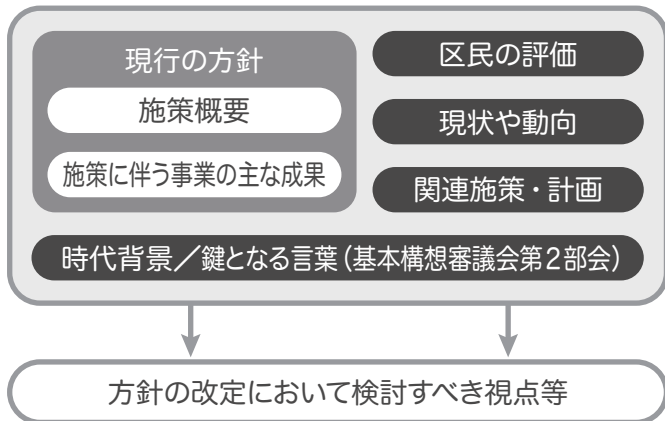 現行の方針
施策概要
施策に伴う事業の主な成果
区民の評価
現状や動向
関連施策・計画
時代背景／鍵となる言葉（基本構想審議会第2部会）
方針の改定において検討すべき視点等